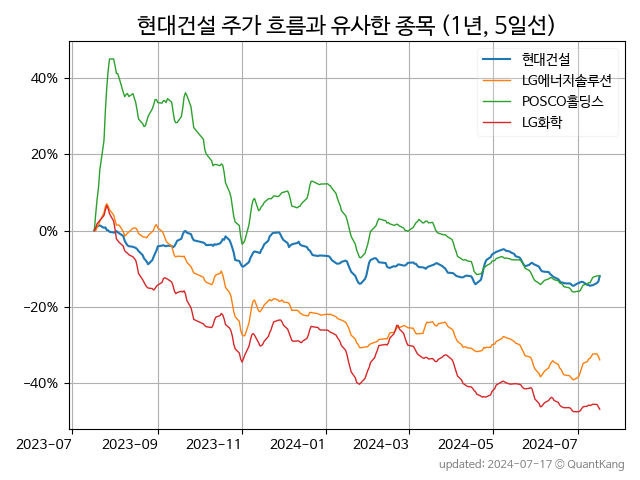 현대건설 주가 흐름과 유사한 종목 (1년, 5일선)
현대건설
LG에너지솔루션
POSCO홀딩스
LG화학
40%
20%
0%
−20%
−40%
2023-07 2023-09 2023-11 2024-01 2024-03 2024-05 2024-07
updated: 2024-07-17 © QuantKang